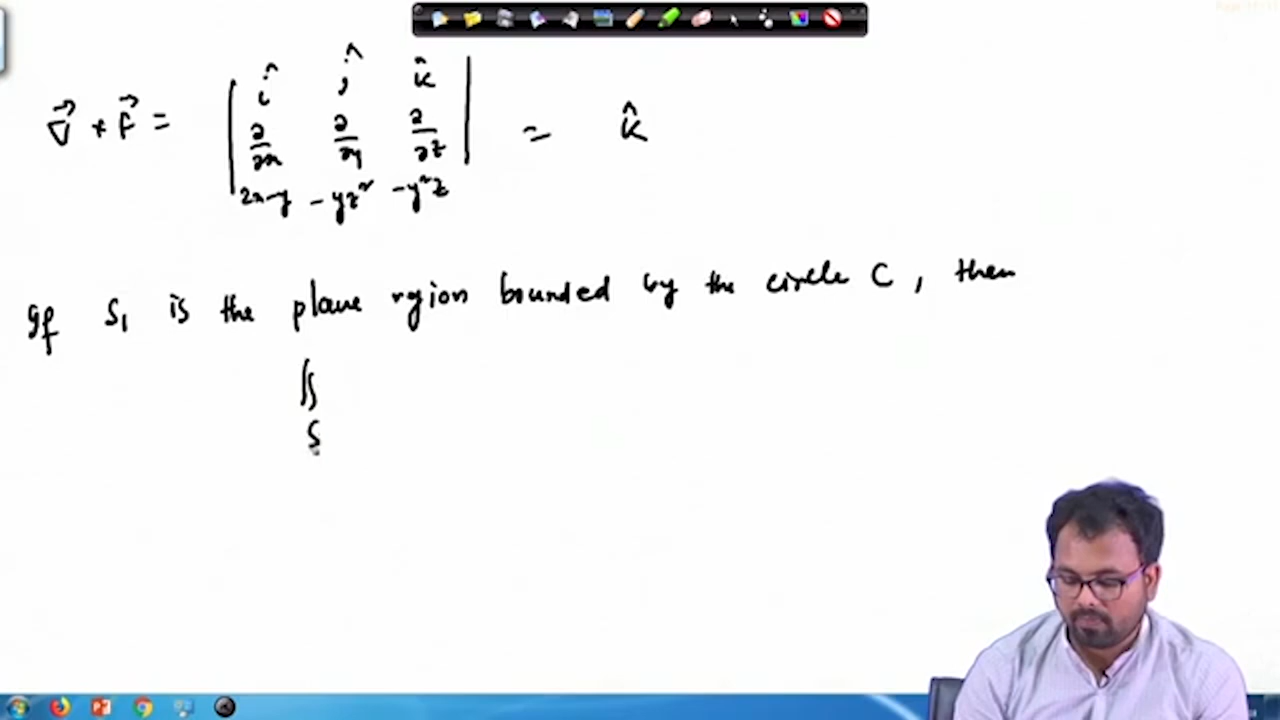 ∇⃗ × F⃗ = | î ĵ k̂ | = k̂
∂/∂x ∂/∂y ∂/∂z
2x-y -yz² -y²z
If S₁ is the plane region bounded by the circle C, then
∬
S